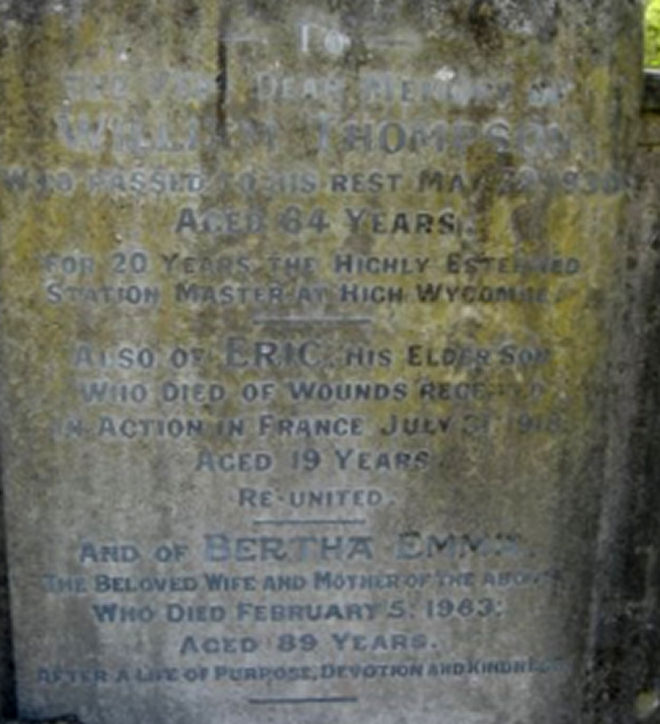 To
THE VERY DEAR MEMORY OF
WILLIAM THOMPSON
WHO PASSED TO HIS REST MAY 1930
AGED 64 YEARS.
FOR 20 YEARS THE HIGHLY ESTEEMED
STATION MASTER AT HIGH WYCOMBE.
ALSO OF ERIC, HIS ELDER SON
WHO DIED OF WOUNDS RECEIVED
IN ACTION IN FRANCE JULY 31 1918.
AGED 19 YEARS
RE-UNITED.
AND OF BERTHA EMMA.
THE BELOVED WIFE AND MOTHER OF THE ABOVE
WHO DIED FEBRUARY 5. 1963.
AGED 89 YEARS.
AFTER A LIFE OF PURPOSE, DEVOTION AND KINDNESS